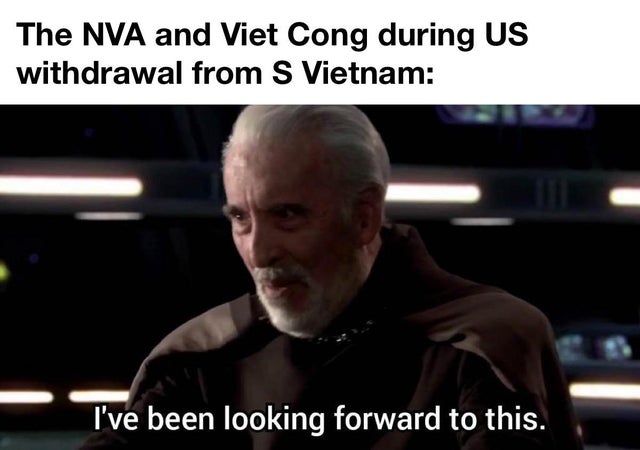 The NVA and Viet Cong during US
withdrawal from S Vietnam:
I've been looking forward to this.